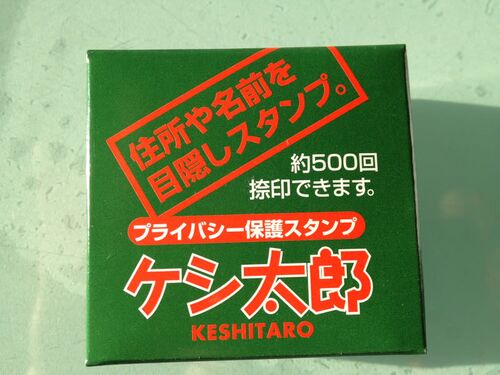 住所や名前を
目隠しスタンプ。
約500回
捺印できます。
プライバシー保護スタンプ
ケシ太郎
KESHITARO